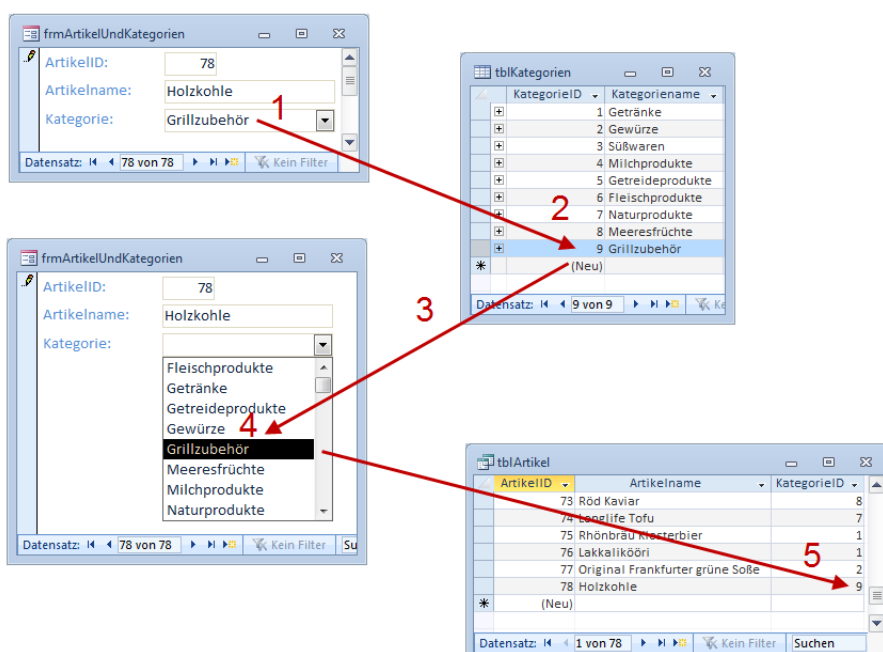 frmArtikelUndKategorien
ArtikelID: 78
Artikelname: Holzkohle
Kategorie: Grillzubehör
Datensatz: 78 von 78 Kein Filter
1
tblKategorien
KategorieID Kategoriename
1 Getränke
2 Gewürze
3 Süßwaren
4 Milchprodukte
5 Getreideprodukte
6 Fleischprodukte
7 Naturprodukte
8 Meeresfrüchte
9 Grillzubehör
(Neu)
Datensatz: 9 von 9 Ke
2
3
frmArtikelUndKategorien
ArtikelID: 78
Artikelname: Holzkohle
Kategorie:
Fleischprodukte
Getränke
Getreideprodukte
Gewürze
Grillzubehör
Meeresfrüchte
Milchprodukte
Naturprodukte
Datensatz: 78 von 78 Kein Filter Su
4
tblArtikel
ArtikelID Artikelname KategorieID
73 Röd Kaviar 8
74 Longlife Tofu 7
75 Rhönbräu Klosterbier 1
76 Lakkalikööri 1
77 Original Frankfurter grüne Soße 2
78 Holzkohle 9
(Neu)
Datensatz: 1 von 78 Kein Filter Suchen
5